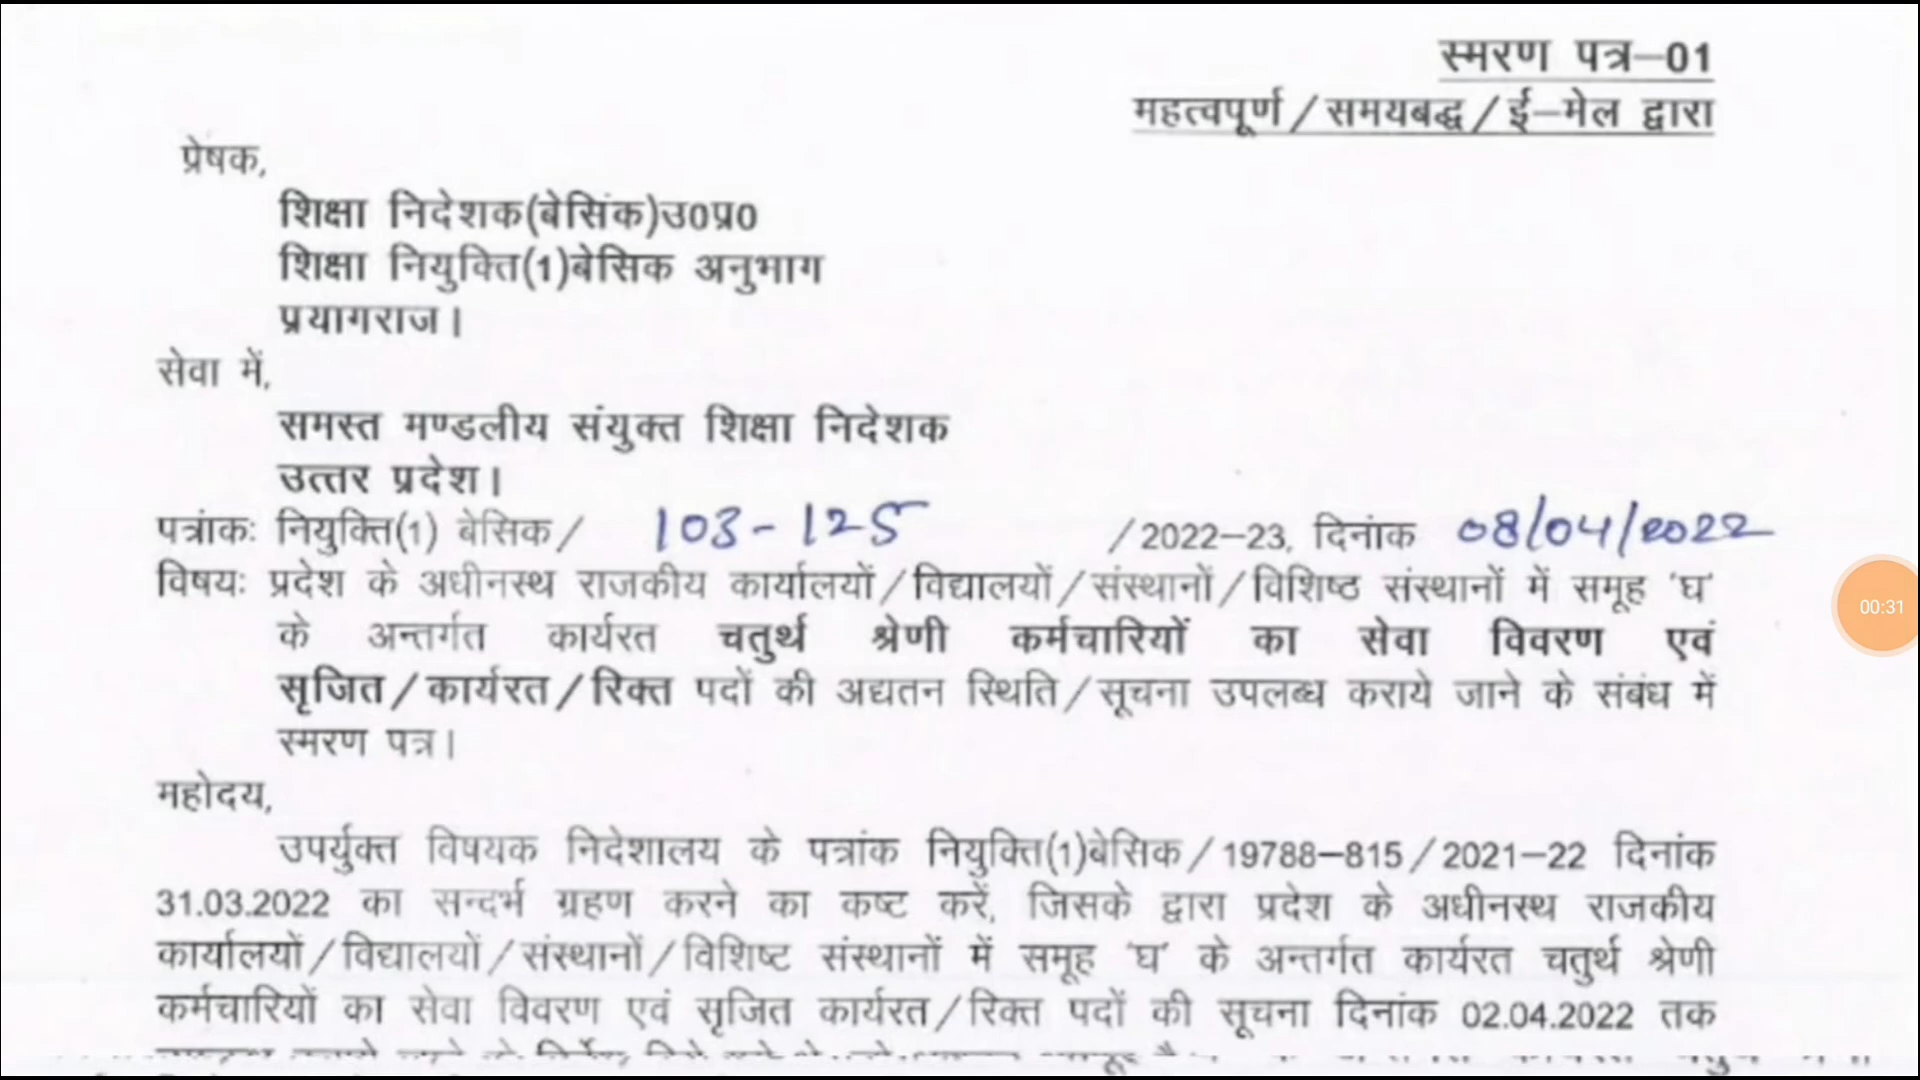 स्मरण पत्र–01
महत्वपूर्ण/समयबद्ध/ई–मेल द्वारा
प्रेषक,
शिक्षा निदेशक(बेसिक)उ0प्र0
शिक्षा नियुक्ति(1)बेसिक अनुभाग
प्रयागराज।
सेवा में,
समस्त मण्डलीय संयुक्त शिक्षा निदेशक
उत्तर प्रदेश।
पत्रांकः नियुक्ति(1) बेसिक/ 103-125 /2022–23, दिनांक 08/04/2022
विषयः प्रदेश के अधीनस्थ राजकीय कार्यालयों/विद्यालयों/संस्थानों/विशिष्ठ संस्थानों में समूह 'घ'
के अन्तर्गत कार्यरत चतुर्थ श्रेणी कर्मचारियों का सेवा विवरण एवं
सृजित/कार्यरत/रिक्त पदों की अद्यतन स्थिति/सूचना उपलब्ध कराये जाने के संबंध में
स्मरण पत्र।
महोदय,
उपर्युक्त विषयक निदेशालय के पत्रांक नियुक्ति(1)बेसिक/19788–815/2021–22 दिनांक
31.03.2022 का सन्दर्भ ग्रहण करने का कष्ट करें, जिसके द्वारा प्रदेश के अधीनस्थ राजकीय
कार्यालयों/विद्यालयों/संस्थानों/विशिष्ट संस्थानों में समूह 'घ' के अन्तर्गत कार्यरत चतुर्थ श्रेणी
कर्मचारियों का सेवा विवरण एवं सृजित कार्यरत/रिक्त पदों की सूचना दिनांक 02.04.2022 तक
00:31